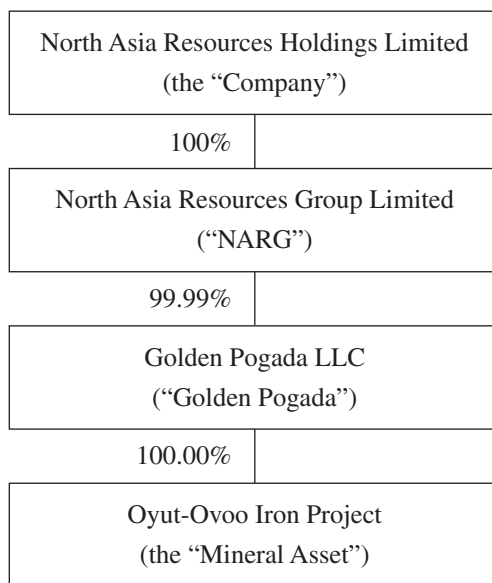 North Asia Resources Holdings Limited
(the “Company”)
100%
North Asia Resources Group Limited
(“NARG”)
99.99%
Golden Pogada LLC
(“Golden Pogada”)
100.00%
Oyut-Ovoo Iron Project
(the “Mineral Asset”)